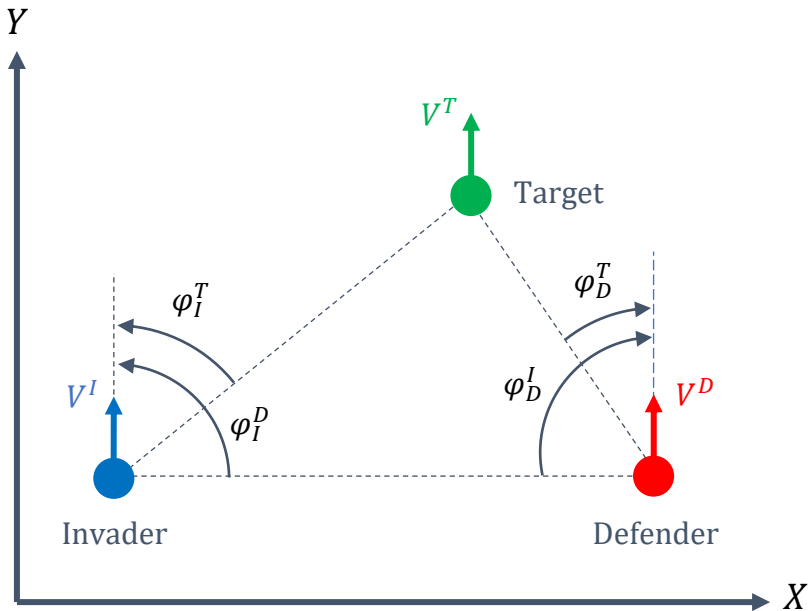 Y
V^T
Target
φ_I^T
φ_D^T
V^I
φ_I^D
φ_D^I
V^D
Invader
Defender
X